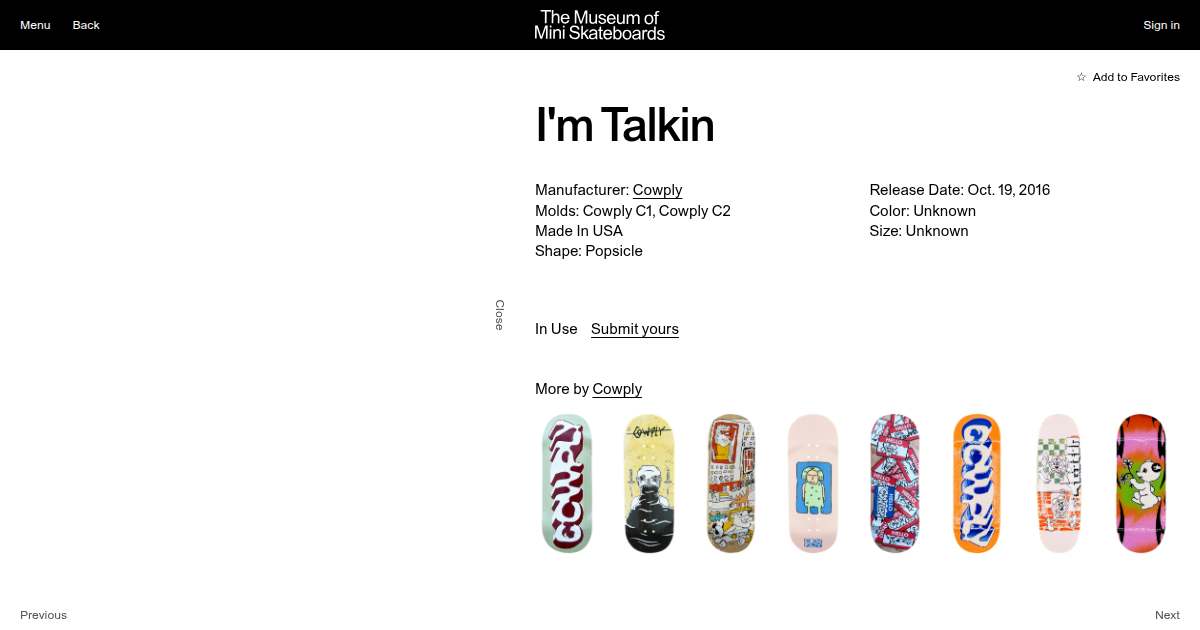 Menu
Back
The Museum of
Mini Skateboards
Sign in
☆ Add to Favorites
I'm Talkin
Manufacturer: Cowply
Molds: Cowply C1, Cowply C2
Made In USA
Shape: Popsicle
Release Date: Oct. 19, 2016
Color: Unknown
Size: Unknown
Close
In Use Submit yours
More by Cowply
COWPLY
Previous
Next